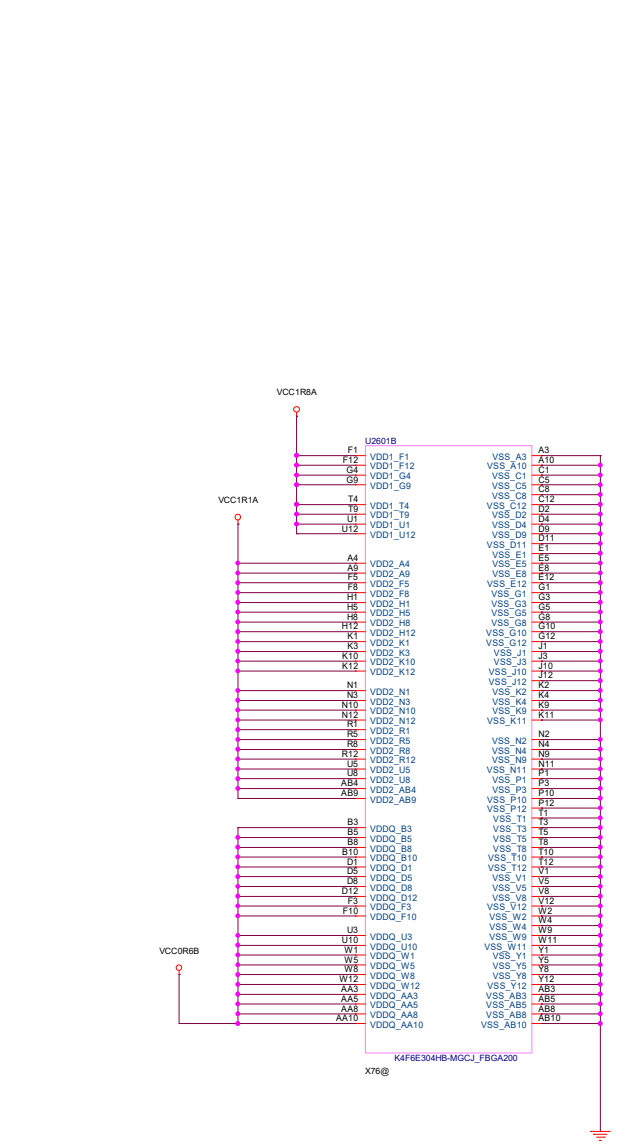 VCC1R8A
U2601B
F1 VDD1_F1
F12 VDD1_F12
G4 VDD1_G4
G9 VDD1_G9
T4 VDD1_T4
T9 VDD1_T9
U1 VDD1_U1
U12 VDD1_U12
VCC1R1A
A4 VDD2_A4
A9 VDD2_A9
F5 VDD2_F5
F8 VDD2_F8
H1 VDD2_H1
H5 VDD2_H5
H8 VDD2_H8
H12 VDD2_H12
K1 VDD2_K1
K3 VDD2_K3
K10 VDD2_K10
K12 VDD2_K12
N1 VDD2_N1
N3 VDD2_N3
N10 VDD2_N10
N12 VDD2_N12
R1 VDD2_R1
R5 VDD2_R5
R8 VDD2_R8
R12 VDD2_R12
U5 VDD2_U5
U8 VDD2_U8
AB4 VDD2_AB4
AB9 VDD2_AB9
B3 VDDQ_B3
B5 VDDQ_B5
B8 VDDQ_B8
B10 VDDQ_B10
D1 VDDQ_D1
D5 VDDQ_D5
D8 VDDQ_D8
D12 VDDQ_D12
F3 VDDQ_F3
F10 VDDQ_F10
VCC0R6B
U3 VDDQ_U3
U10 VDDQ_U10
W1 VDDQ_W1
W5 VDDQ_W5
W8 VDDQ_W8
W12 VDDQ_W12
AA3 VDDQ_AA3
AA5 VDDQ_AA5
AA8 VDDQ_AA8
AA10 VDDQ_AA10
VSS_A3 A3
VSS_A10 A10
VSS_C1 C1
VSS_C5 C5
VSS_C8 C8
VSS_C12 C12
VSS_D2 D2
VSS_D4 D4
VSS_D9 D9
VSS_D11 D11
VSS_E1 E1
VSS_E5 E5
VSS_E8 E8
VSS_E12 E12
VSS_G1 G1
VSS_G3 G3
VSS_G5 G5
VSS_G8 G8
VSS_G10 G10
VSS_G12 G12
VSS_J1 J1
VSS_J3 J3
VSS_J10 J10
VSS_J12 J12
VSS_K2 K2
VSS_K4 K4
VSS_K9 K9
VSS_K11 K11
VSS_N2 N2
VSS_N4 N4
VSS_N9 N9
VSS_N11 N11
VSS_P1 P1
VSS_P3 P3
VSS_P10 P10
VSS_P12 P12
VSS_T1 T1
VSS_T3 T3
VSS_T5 T5
VSS_T8 T8
VSS_T10 T10
VSS_T12 T12
VSS_V1 V1
VSS_V5 V5
VSS_V8 V8
VSS_V12 V12
VSS_W2 W2
VSS_W4 W4
VSS_W9 W9
VSS_W11 W11
VSS_Y1 Y1
VSS_Y5 Y5
VSS_Y8 Y8
VSS_Y12 Y12
VSS_AB3 AB3
VSS_AB5 AB5
VSS_AB8 AB8
VSS_AB10 AB10
K4F6E304HB-MGCJ_FBGA200
X76@